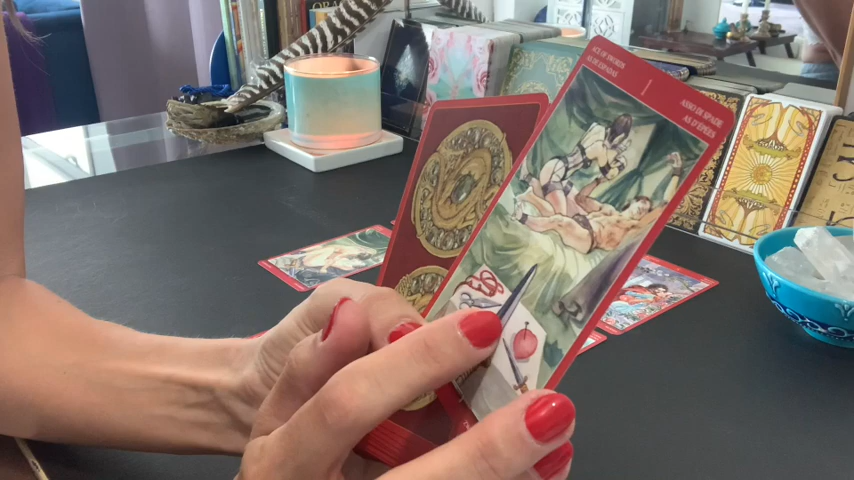 ACE OF SWORDS
AS DE ESPADAS
I
ASSO DI SPADE
AS D'ÉPÉES